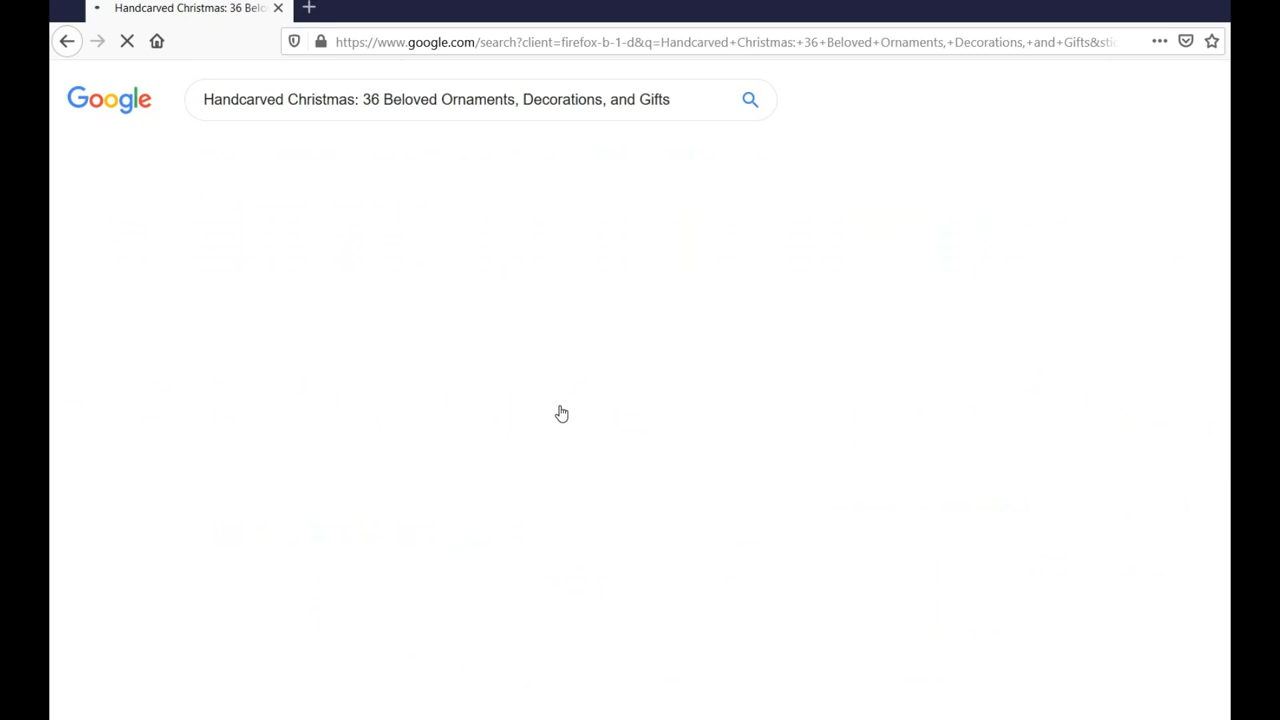 Handcarved Christmas: 36 Belo
https://www.google.com/search?client=firefox-b-1-d&q=Handcarved+Christmas:+36+Beloved+Ornaments,+Decorations,+and+Gifts&stic
Google Handcarved Christmas: 36 Beloved Ornaments, Decorations, and Gifts